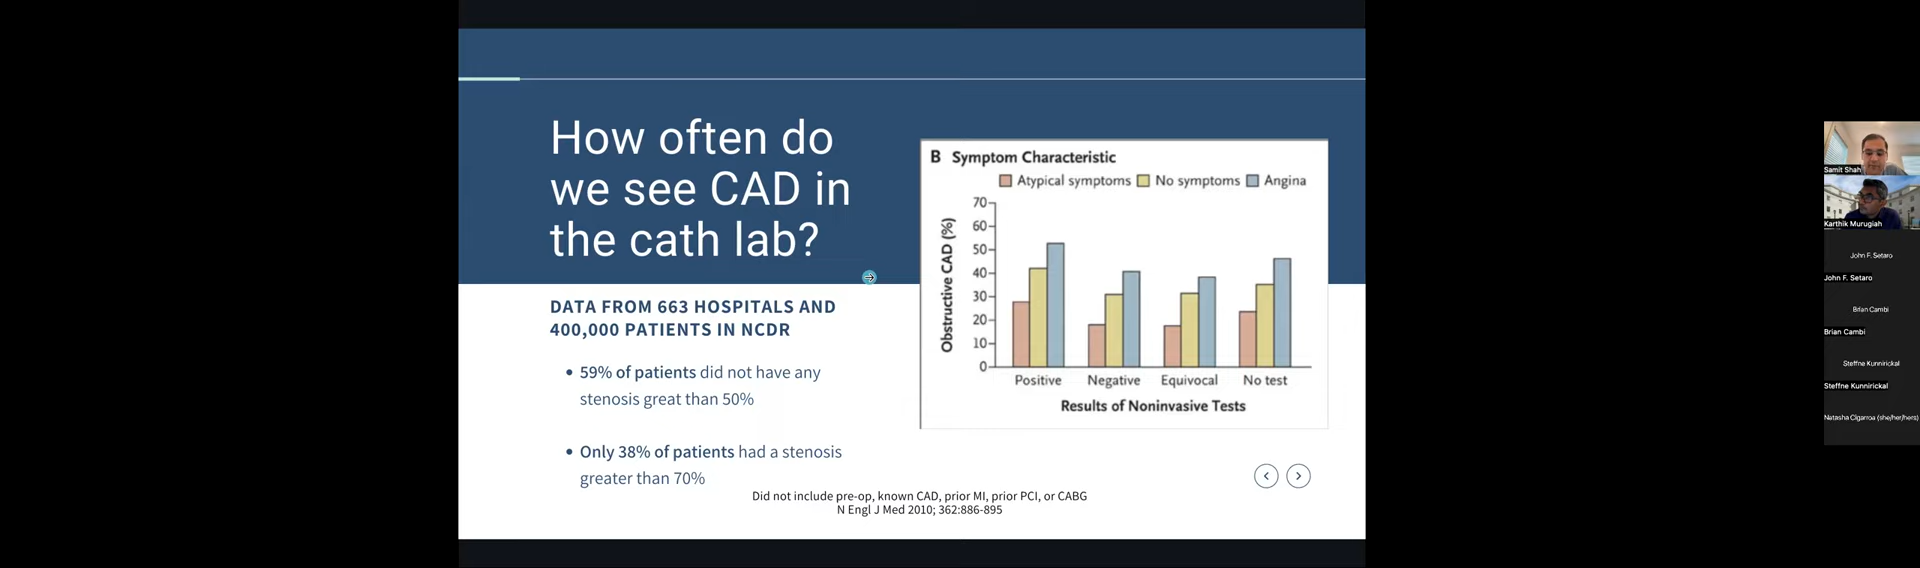 How often do
we see CAD in
the cath lab?
DATA FROM 663 HOSPITALS AND
400,000 PATIENTS IN NCDR
• 59% of patients did not have any
stenosis great than 50%
• Only 38% of patients had a stenosis
greater than 70%
B Symptom Characteristic
Atypical symptoms No symptoms Angina
Obstructive CAD (%)
70
60
50
40
30
20
10
0
Positive Negative Equivocal No test
Results of Noninvasive Tests
Did not include pre-op, known CAD, prior MI, prior PCI, or CABG
N Engl J Med 2010; 362:886-895
Samit Shah
Karthik Murugiah
John F. Setaro
John F. Setaro
Brian Cambi
Brian Cambi
Steffne Kunnirickal
Steffne Kunnirickal
Natasha Cigarroa (she/her/hers)